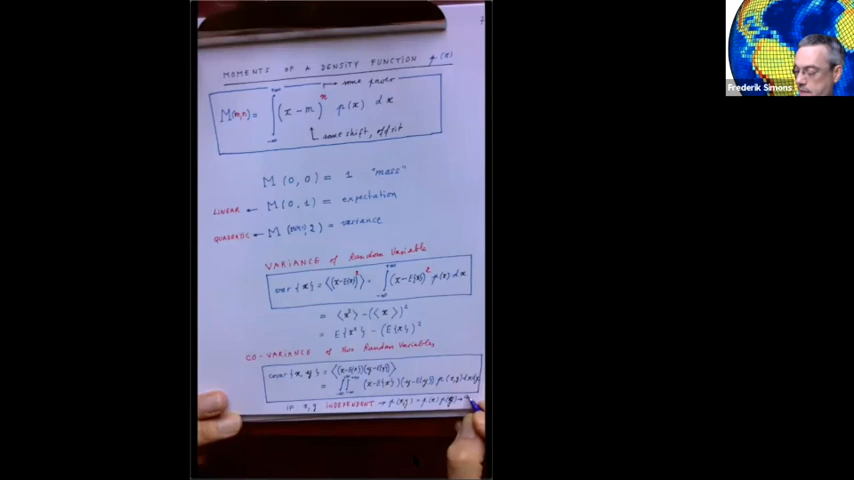 7
MOMENTS OF A DENSITY FUNCTION p(x)
→ some power
M(m,n) = ∫_{-∞}^{+∞} (x-m)^n p(x) dx
↑ some shift, offset
M(0,0) = 1 "mass"
LINEAR ← M(0,1) = expectation
QUADRATIC ← M( ,2) = variance
VARIANCE of Random Variable
var{x} = ⟨(x-E{x})²⟩ = ∫_{-∞}^{+∞} (x-E{x})² p(x) dx
= ⟨x²⟩ - (⟨x⟩)²
= E{x²} - (E{x})²
CO-VARIANCE of Two Random Variables
covar{x,y} = ⟨(x-E{x})(y-E{y})⟩
= ∫_{-∞}^{+∞}∫_{-∞}^{+∞} (x-E{x})(y-E{y}) p(x,y) dx dy
IF x,y INDEPENDENT → p(x,y) = p(x) p(y) →
Frederik Simons